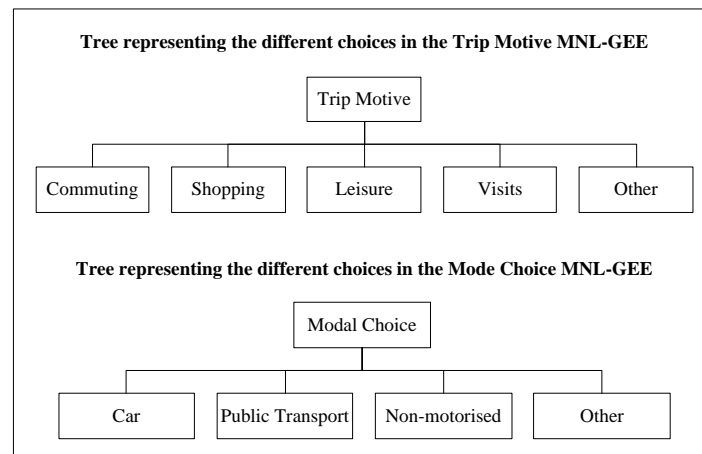 Tree representing the different choices in the Trip Motive MNL-GEE
Trip Motive
Commuting
Shopping
Leisure
Visits
Other
Tree representing the different choices in the Mode Choice MNL-GEE
Modal Choice
Car
Public Transport
Non-motorised
Other